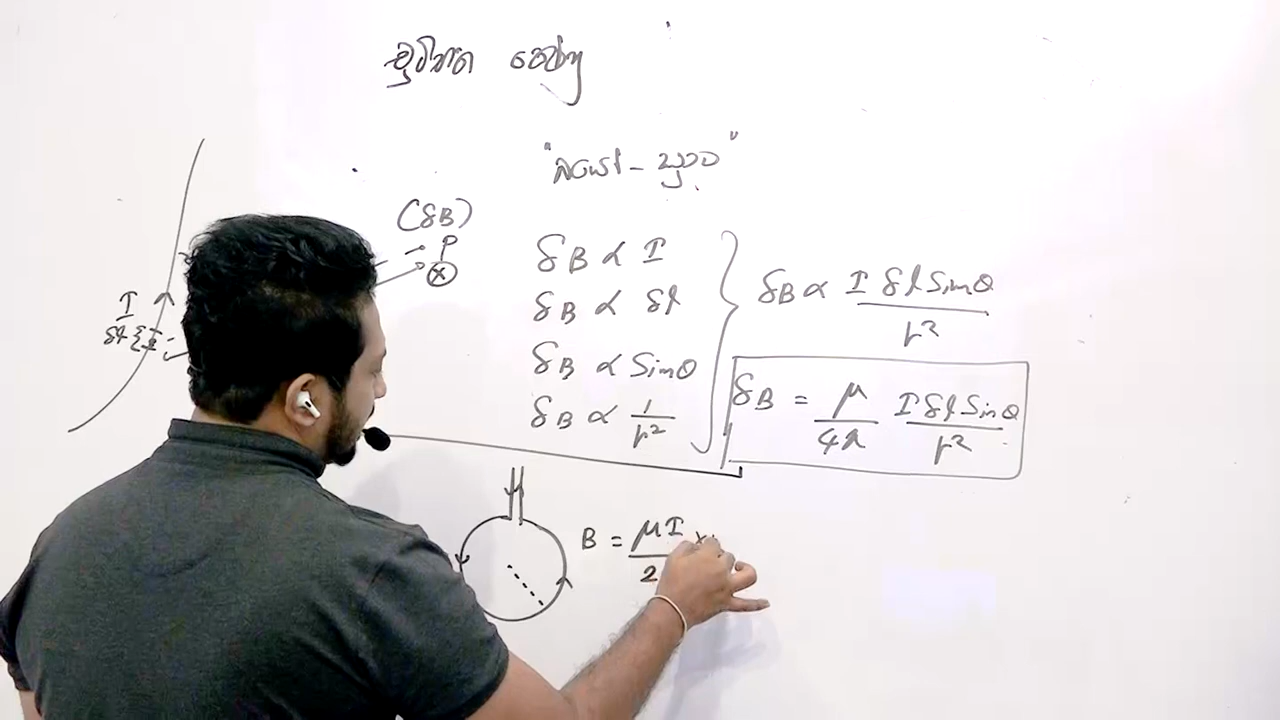 චුම්භක ක්ෂේත්‍ර
"බයෝ - සුවා"
(δB)
P
I
δl
δB ∝ I
δB ∝ δl
δB ∝ Sinθ
δB ∝ 1/r²
δB ∝ I δl Sinθ / r²
δB = μ/4π I δl Sinθ / r²
B = μI / 2